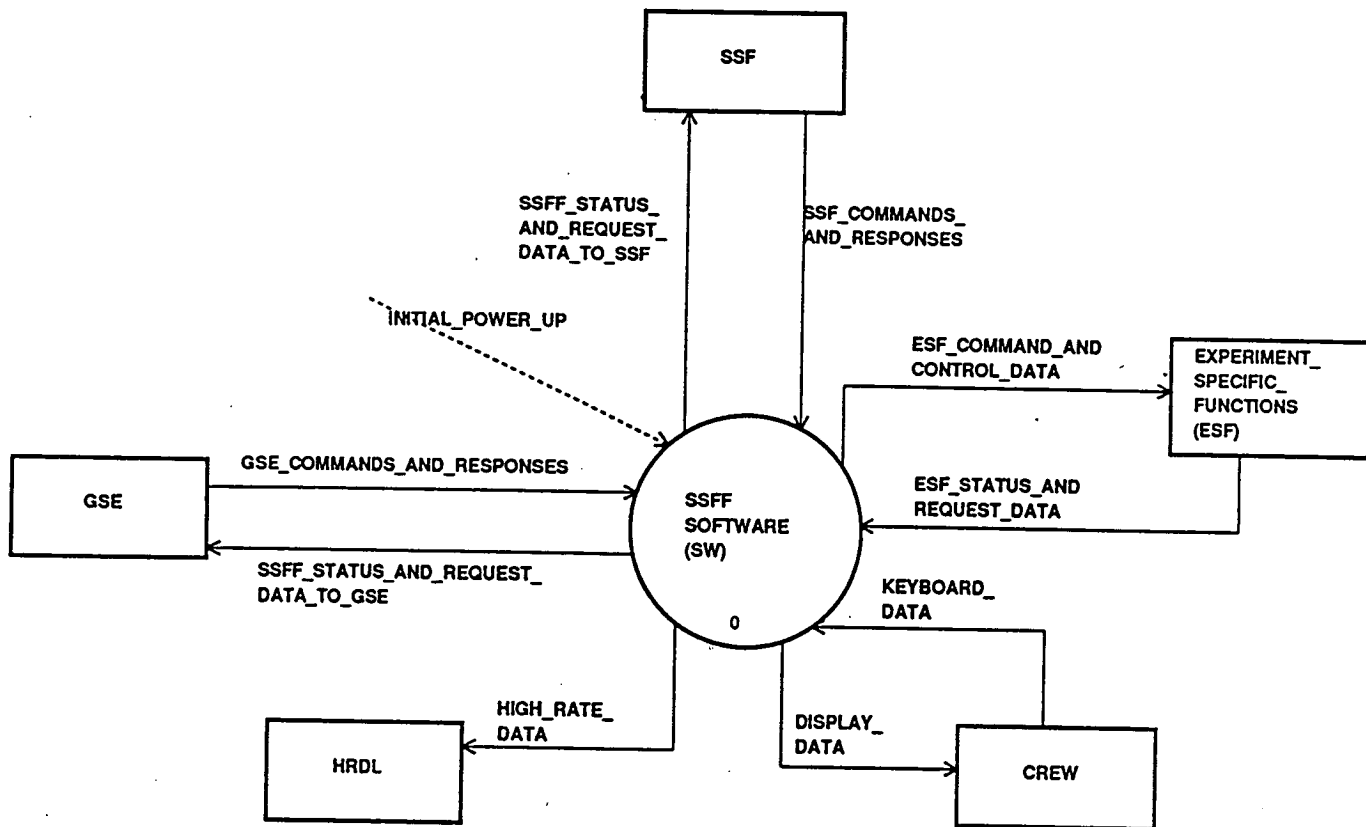 SSF
SSFF_STATUS_
AND_REQUEST_
DATA_TO_SSF
SSF_COMMANDS_
AND_RESPONSES
INITIAL_POWER_UP
ESF_COMMAND_AND
CONTROL_DATA
EXPERIMENT_
SPECIFIC_
FUNCTIONS
(ESF)
GSE_COMMANDS_AND_RESPONSES
GSE
SSFF
SOFTWARE
(SW)
0
ESF_STATUS_AND
REQUEST_DATA
SSFF_STATUS_AND_REQUEST_
DATA_TO_GSE
KEYBOARD_
DATA
HIGH_RATE_
DATA
DISPLAY_
DATA
HRDL
CREW